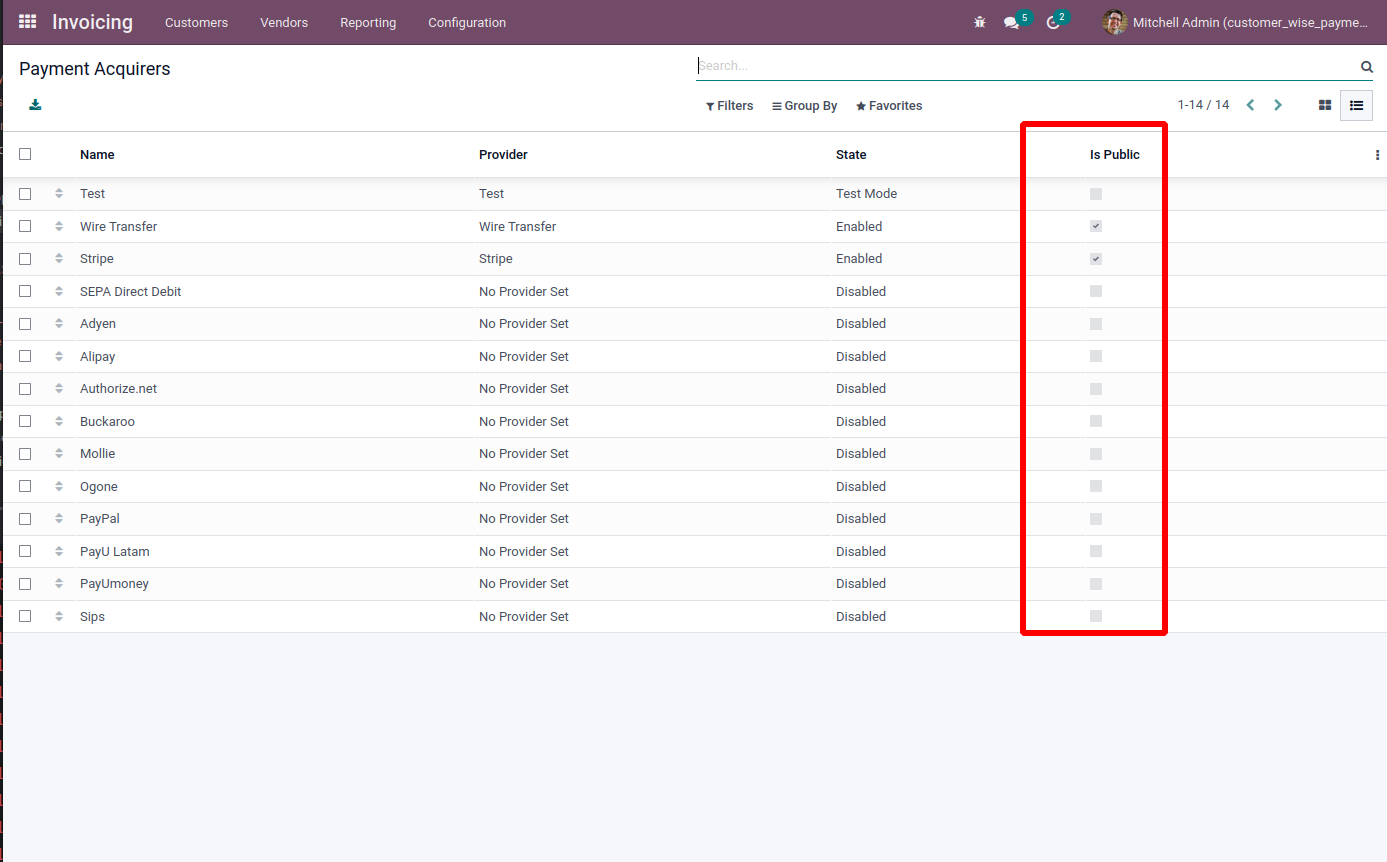 Invoicing Customers Vendors Reporting Configuration 5 2 Mitchell Admin (customer_wise_payme...
Payment Acquirers Search...
Filters Group By Favorites 1-14 / 14
Name Provider State Is Public
Test Test Test Mode
Wire Transfer Wire Transfer Enabled
Stripe Stripe Enabled
SEPA Direct Debit No Provider Set Disabled
Adyen No Provider Set Disabled
Alipay No Provider Set Disabled
Authorize.net No Provider Set Disabled
Buckaroo No Provider Set Disabled
Mollie No Provider Set Disabled
Ogone No Provider Set Disabled
PayPal No Provider Set Disabled
PayU Latam No Provider Set Disabled
PayUmoney No Provider Set Disabled
Sips No Provider Set Disabled